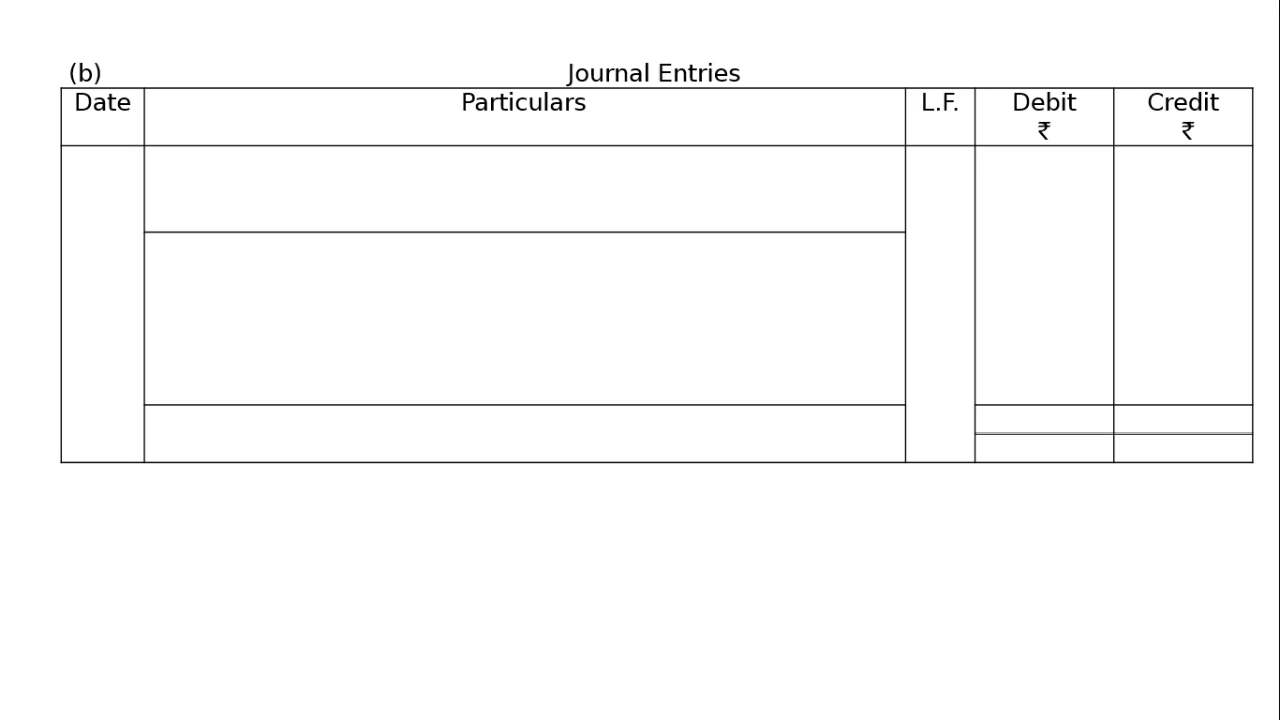 (b) Journal Entries
Date Particulars L.F. Debit Credit
₹ ₹